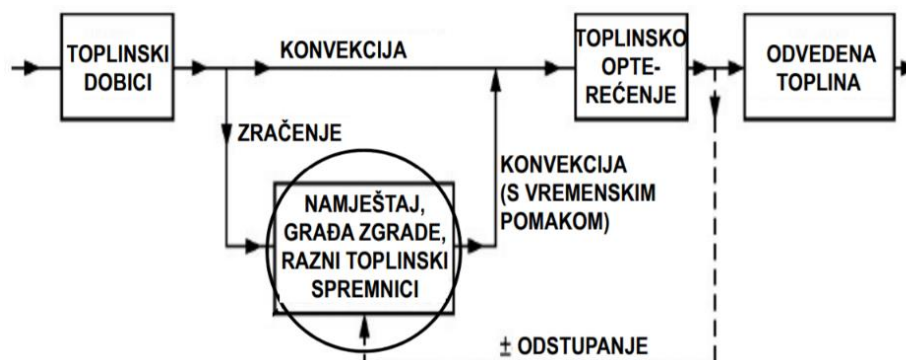 TOPLINSKI
DOBICI
KONVEKCIJA
TOPLINSKO
OPTE-
REĆENJE
ODVEDENA
TOPLINA
ZRAČENJE
KONVEKCIJA
(S VREMENSKIM
POMAKOM)
NAMJEŠTAJ,
GRAĐA ZGRADE,
RAZNI TOPLINSKI
SPREMNICI
± ODSTUPANJE